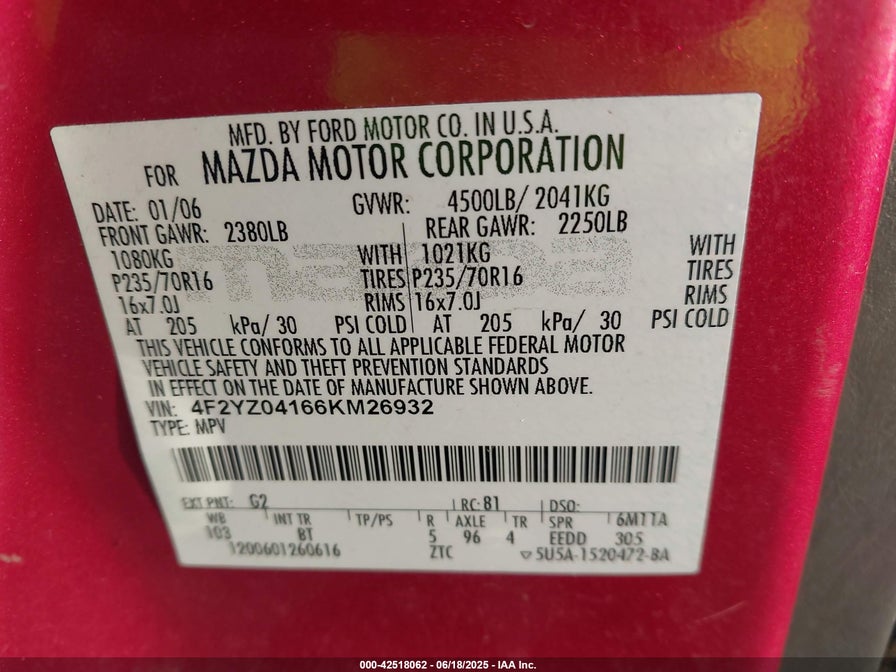 MFD. BY FORD MOTOR CO. IN U.S.A.
FOR MAZDA MOTOR CORPORATION
DATE: 01/06 GVWR: 4500LB/ 2041KG
FRONT GAWR: 2380LB REAR GAWR: 2250LB
1080KG WITH 1021KG WITH
P235/70R16 TIRES P235/70R16 TIRES
16x7.0J RIMS 16x7.0J RIMS
AT 205 kPa/ 30 PSI COLD AT 205 kPa/ 30 PSI COLD
mazda
THIS VEHICLE CONFORMS TO ALL APPLICABLE FEDERAL MOTOR
VEHICLE SAFETY AND THEFT PREVENTION STANDARDS
IN EFFECT ON THE DATE OF MANUFACTURE SHOWN ABOVE.
VIN: 4F2YZ04166KM26932
TYPE: MPV
EXT PNT: G2 RC: 81 DSO:
WB INT TR TP/PS R AXLE TR SPR 6M11A
103 BT 5 96 4 EEDD 305
1200601260616 ZTC 5U5A-1520472-BA
000-42518062 - 06/18/2025 - IAA Inc.